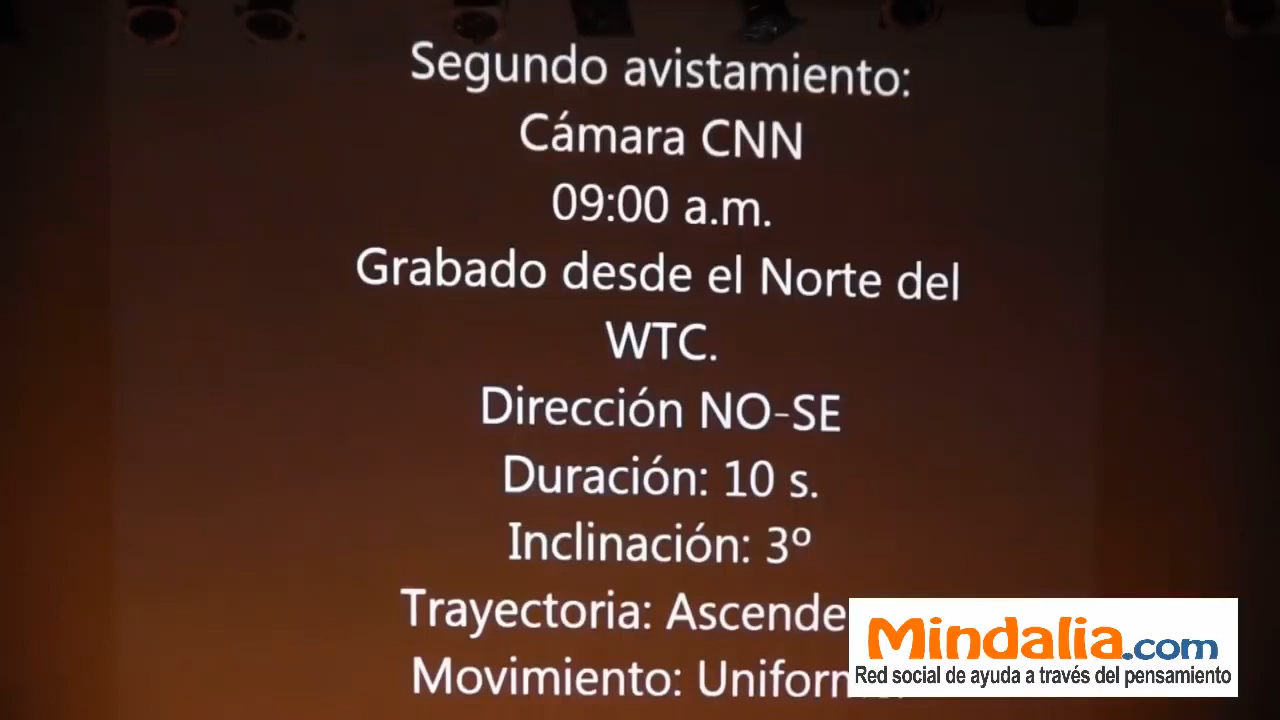 Segundo avistamiento:
Cámara CNN
09:00 a.m.
Grabado desde el Norte del
WTC.
Dirección NO-SE
Duración: 10 s.
Inclinación: 3º
Trayectoria:
Movimiento:
Mindalia.com
Red social de ayuda a través del pensamiento